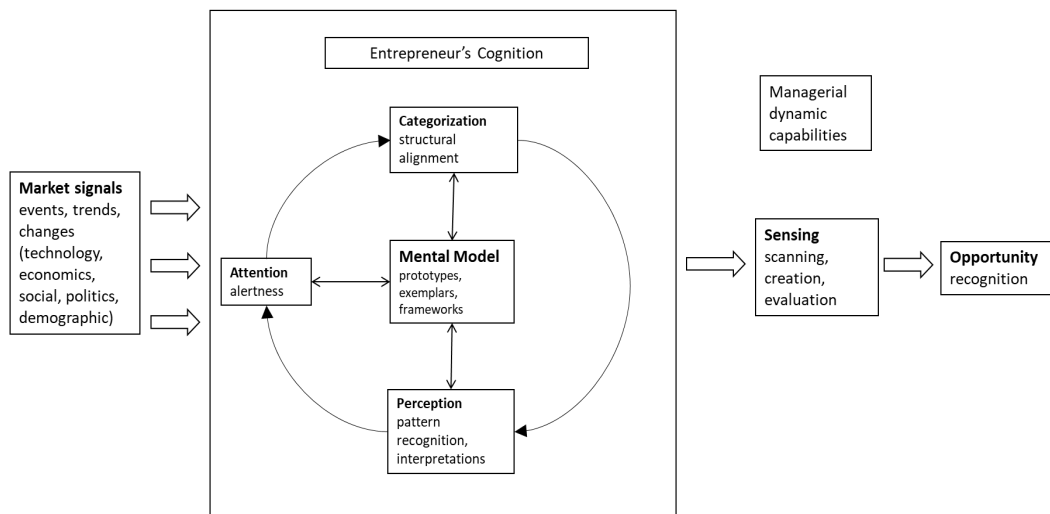 Entrepreneur's Cognition
Market signals
events, trends,
changes
(technology,
economics,
social, politics,
demographic)
Categorization
structural
alignment
Attention
alertness
Mental Model
prototypes,
exemplars,
frameworks
Perception
pattern
recognition,
interpretations
Managerial
dynamic
capabilities
Sensing
scanning,
creation,
evaluation
Opportunity
recognition